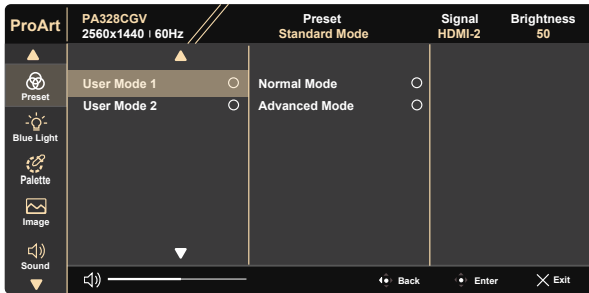 ProArt
PA328CGV
2560x1440 | 60Hz
Preset
Standard Mode
Signal
HDMI-2
Brightness
50
Preset
Blue Light
Palette
Image
Sound
User Mode 1
User Mode 2
Normal Mode
Advanced Mode
Back
Enter
Exit